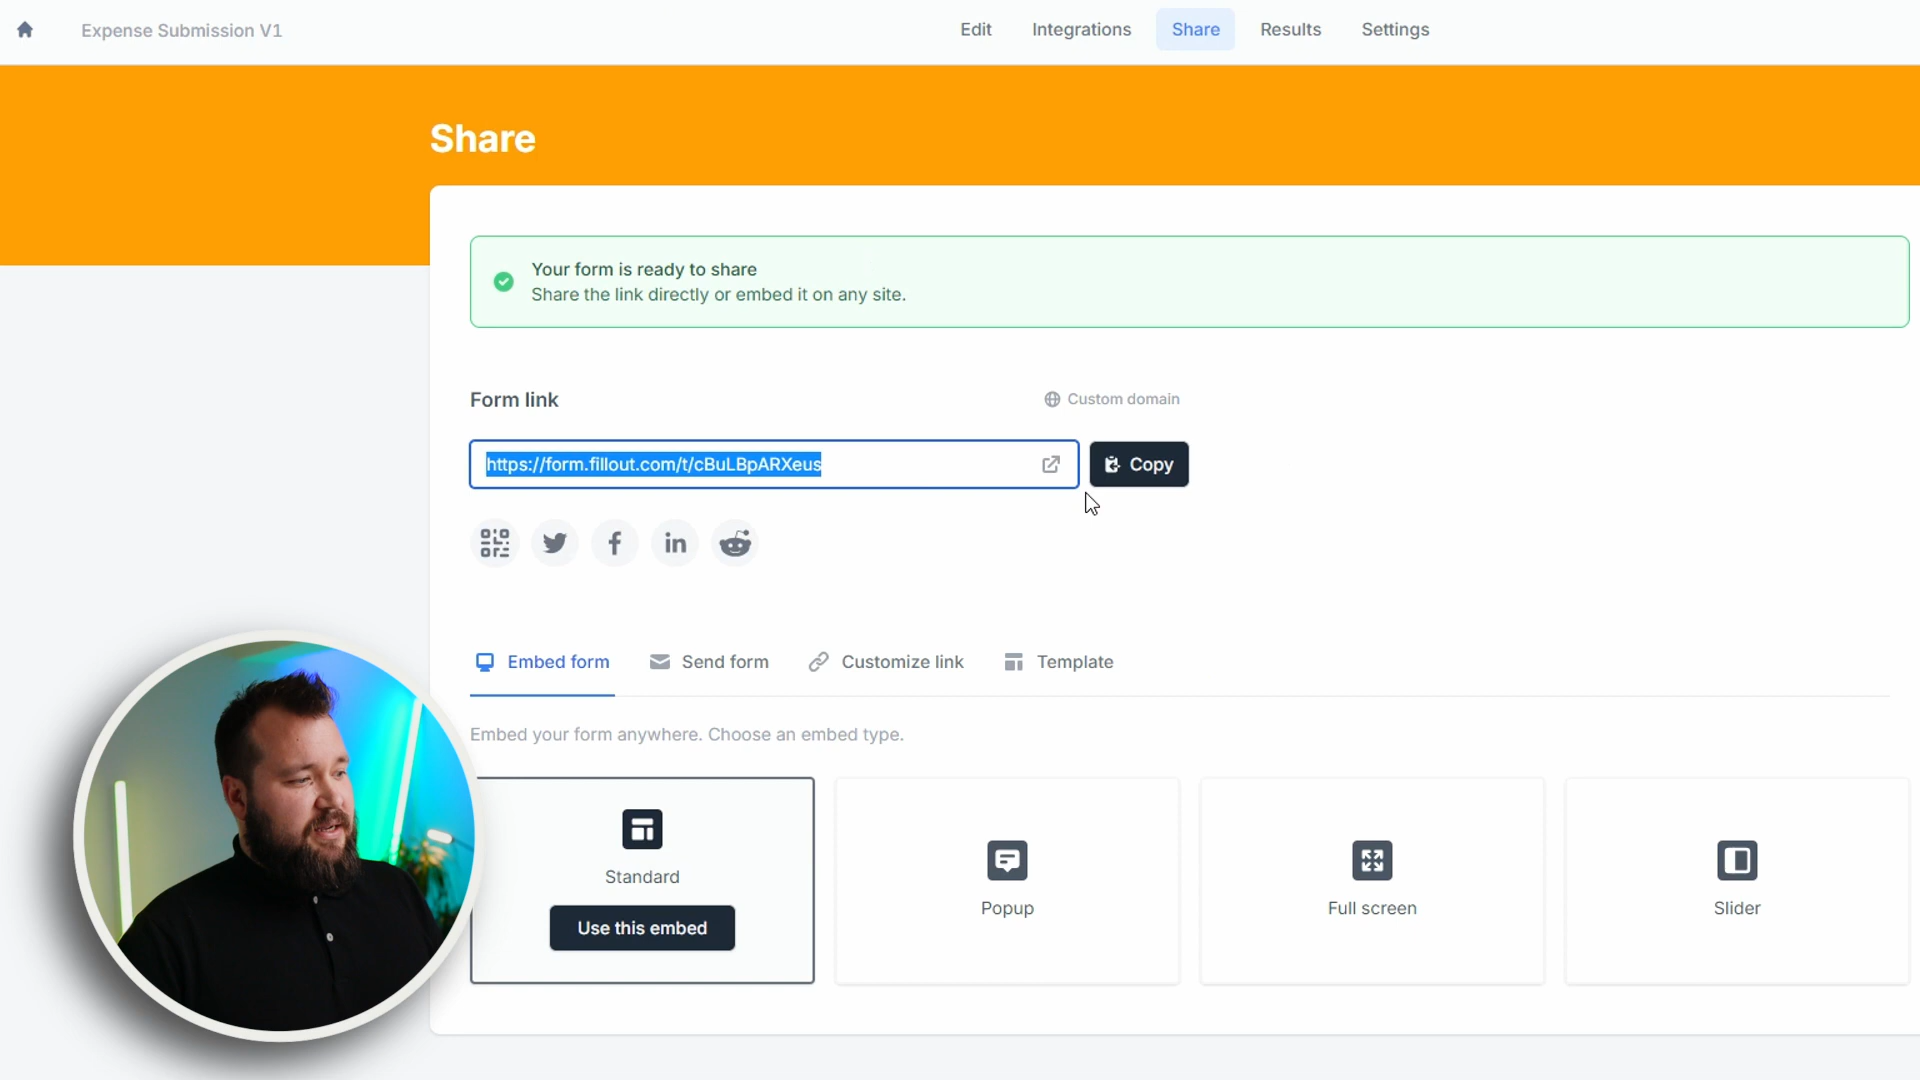 Expense Submission V1
Edit
Integrations
Share
Results
Settings
Share
Your form is ready to share
Share the link directly or embed it on any site.
Form link
Custom domain
https://form.fillout.com/t/cBuLBpARXeus
Copy
Embed form
Send form
Customize link
Template
Embed your form anywhere. Choose an embed type.
Standard
Use this embed
Popup
Full screen
Slider